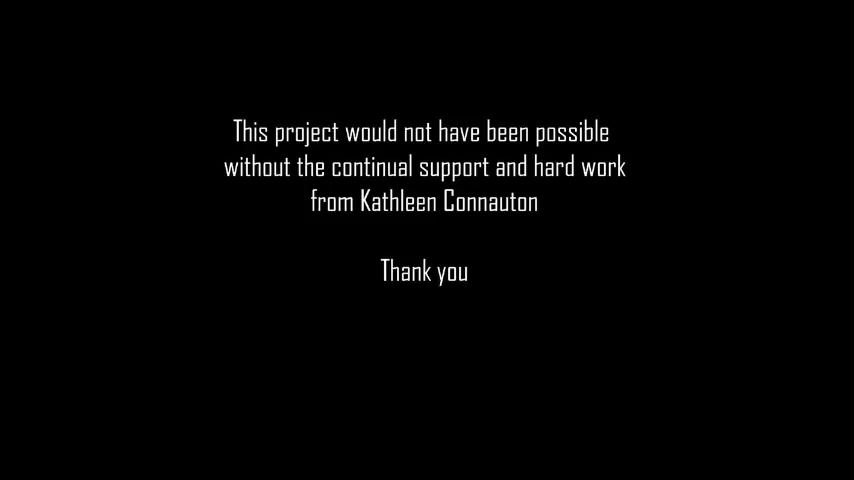 This project would not have been possible
without the continual support and hard work
from Kathleen Connauton
Thank you